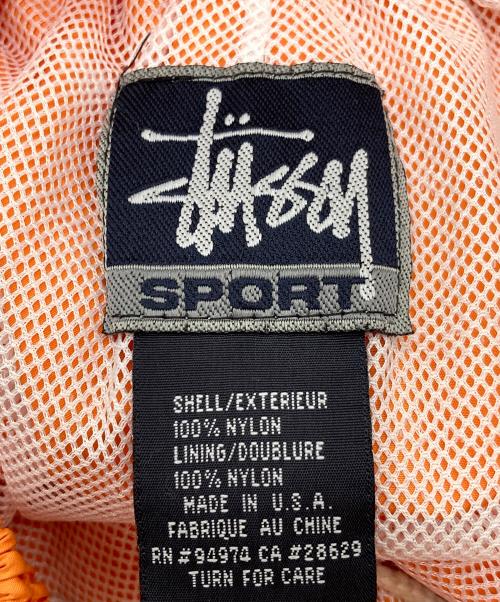 Stüssy
SPORT
SHELL/EXTERIEUR
100% NYLON
LINING/DOUBLURE
100% NYLON
MADE IN U.S.A.
FABRIQUE AU CHINE
RN #94974 CA #28629
TURN FOR CARE